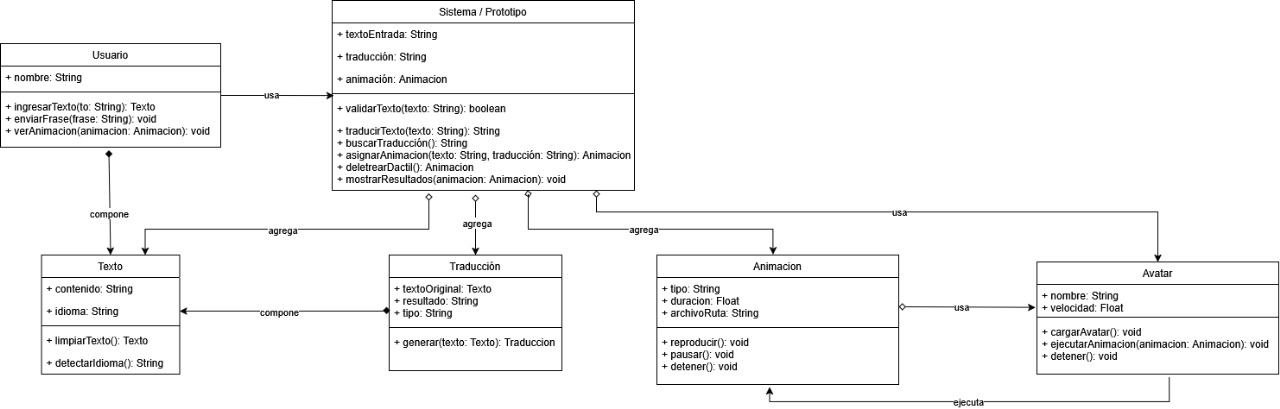 Sistema / Prototipo
+ textoEntrada: String
+ traducción: String
+ animación: Animacion
+ validarTexto(texto: String): boolean
+ traducirTexto(texto: String): String
+ buscarTraducción(): String
+ asignarAnimacion(texto: String, traducción: String): Animacion
+ deletrearDactil(): Animacion
+ mostrarResultados(animacion: Animacion): void
Usuario
+ nombre: String
+ ingresarTexto(to: String): Texto
+ enviarFrase(frase: String): void
+ verAnimacion(animacion: Animacion): void
usa
compone
agrega
agrega
agrega
usa
Texto
+ contenido: String
+ idioma: String
+ limpiarTexto(): Texto
+ detectarIdioma(): String
compone
Traducción
+ textoOriginal: Texto
+ resultado: String
+ tipo: String
+ generar(texto: Texto): Traduccion
Animacion
+ tipo: String
+ duracion: Float
+ archivoRuta: String
+ reproducir(): void
+ pausar(): void
+ detener(): void
usa
Avatar
+ nombre: String
+ velocidad: Float
+ cargarAvatar(): void
+ ejecutarAnimacion(animacion: Animacion): void
+ detener(): void
ejecuta